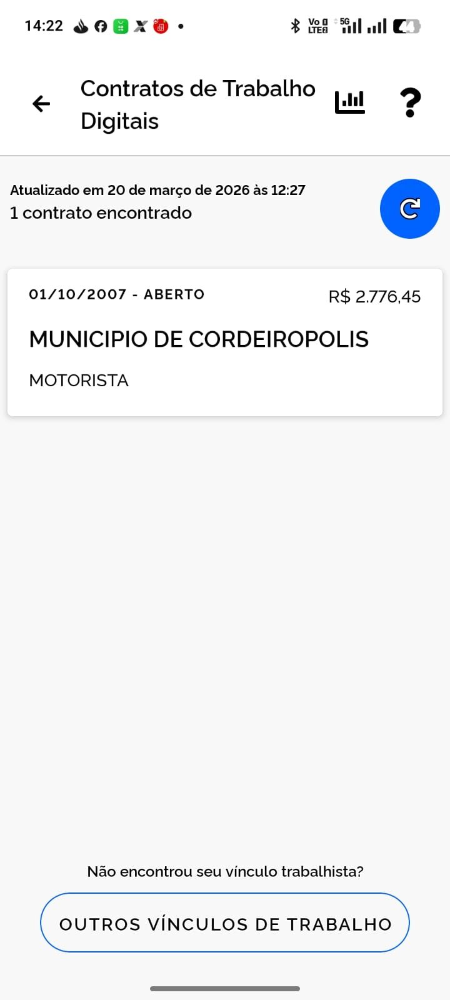 14:22
Vo
LTE2
5G
44
Contratos de Trabalho
Digitais
?
Atualizado em 20 de março de 2026 às 12:27
1 contrato encontrado
01/10/2007 - ABERTO
R$ 2.776,45
MUNICIPIO DE CORDEIROPOLIS
MOTORISTA
Não encontrou seu vínculo trabalhista?
OUTROS VÍNCULOS DE TRABALHO